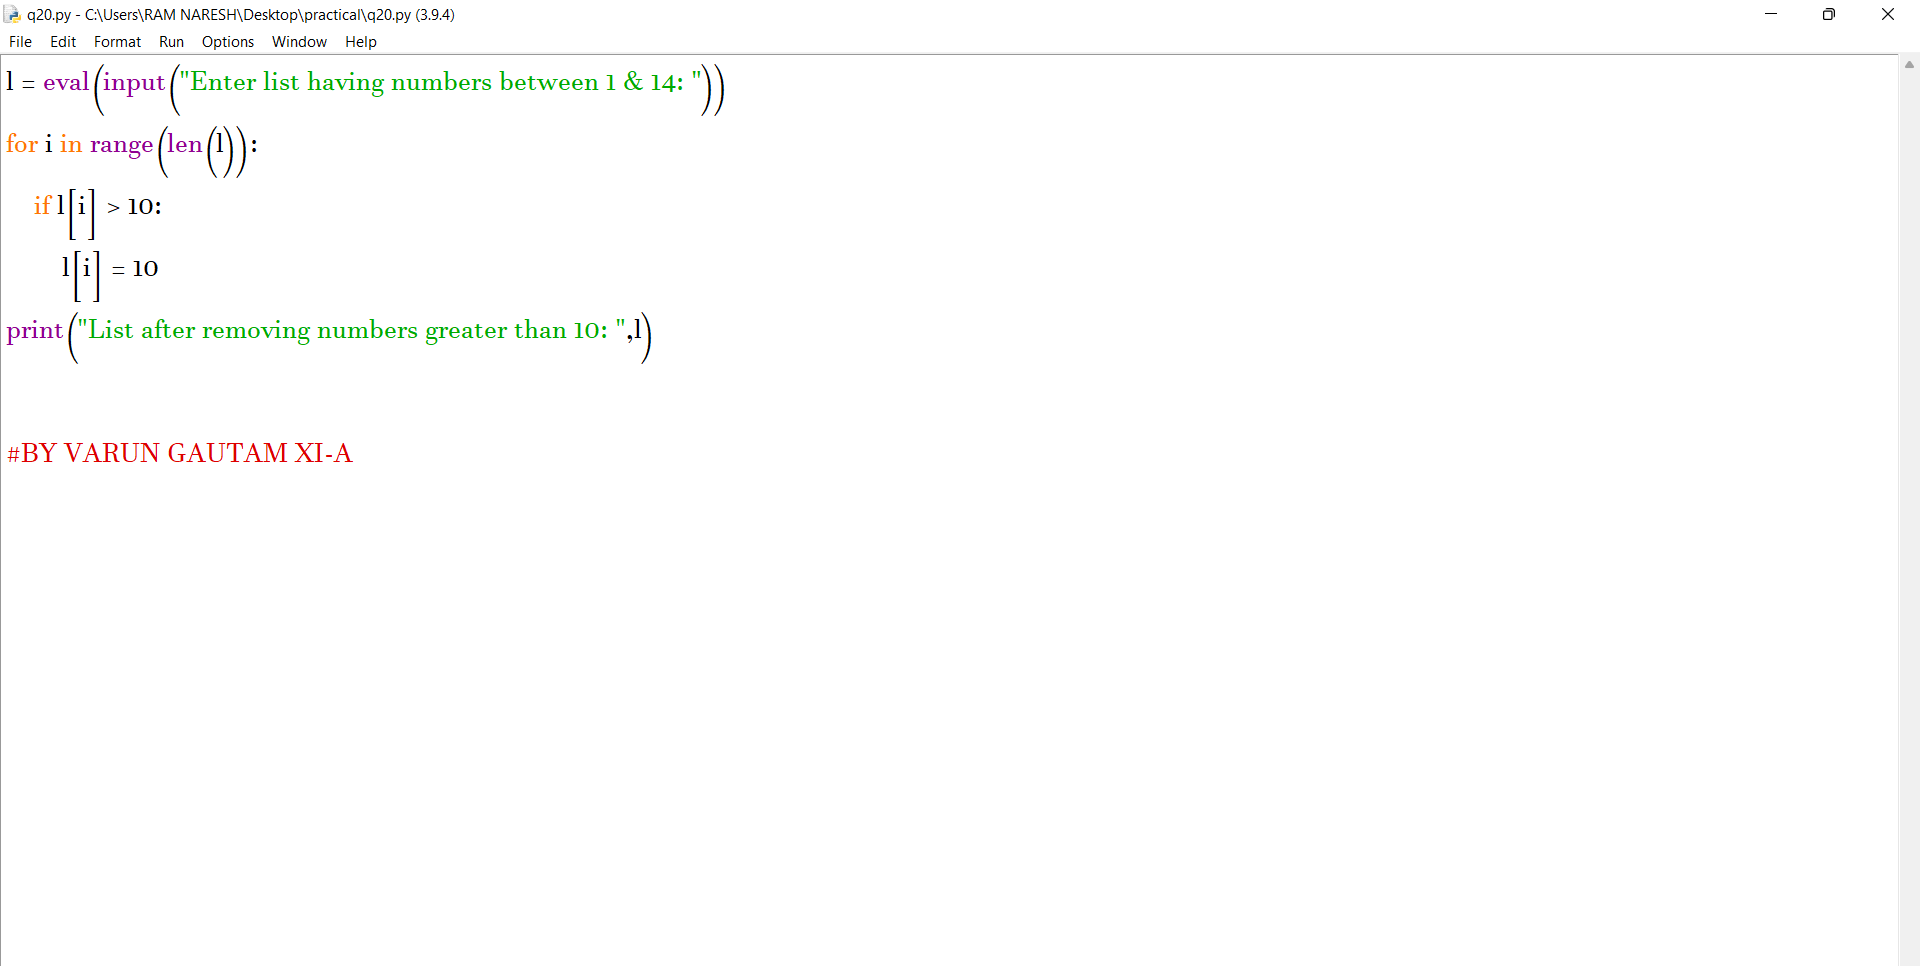 q20.py - C:\Users\RAM NARESH\Desktop\practical\q20.py (3.9.4)
File Edit Format Run Options Window Help
l = eval(input("Enter list having numbers between 1 & 14: "))
for i in range(len(l)):
    if l[i] > 10:
        l[i] = 10
print("List after removing numbers greater than 10: ",l)
#BY VARUN GAUTAM XI-A